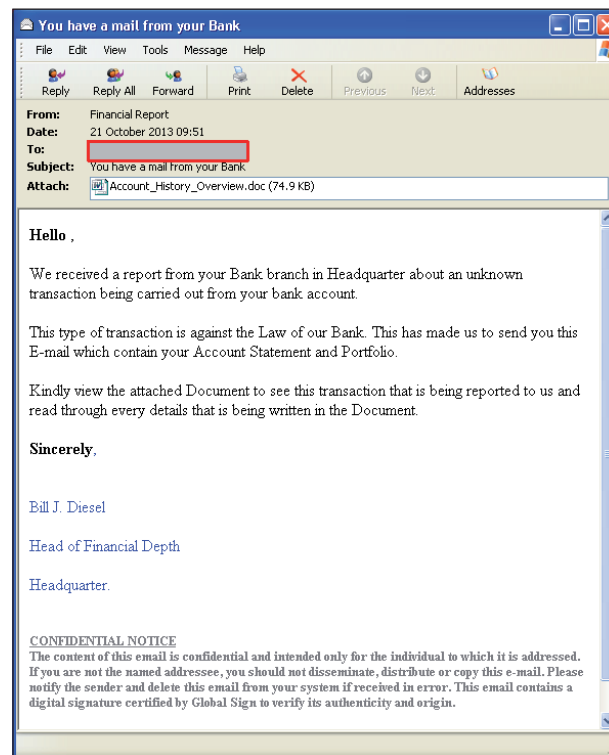 You have a mail from your Bank
File Edit View Tools Message Help
Reply Reply All Forward Print Delete Previous Next Addresses
From: Financial Report
Date: 21 October 2013 09:51
To:
Subject: You have a mail from your Bank
Attach: Account_History_Overview.doc (74.9 KB)
Hello ,
We received a report from your Bank branch in Headquarter about an unknown
transaction being carried out from your bank account.
This type of transaction is against the Law of our Bank. This has made us to send you this
E-mail which contain your Account Statement and Portfolio.
Kindly view the attached Document to see this transaction that is being reported to us and
read through every details that is being written in the Document.
Sincerely,
Bill J. Diesel
Head of Financial Depth
Headquarter.
CONFIDENTIAL NOTICE
The content of this email is confidential and intended only for the individual to which it is addressed.
If you are not the named addressee, you should not disseminate, distribute or copy this e-mail. Please
notify the sender and delete this email from your system if received in error. This email contains a
digital signature certified by Global Sign to verify its authenticity and origin.